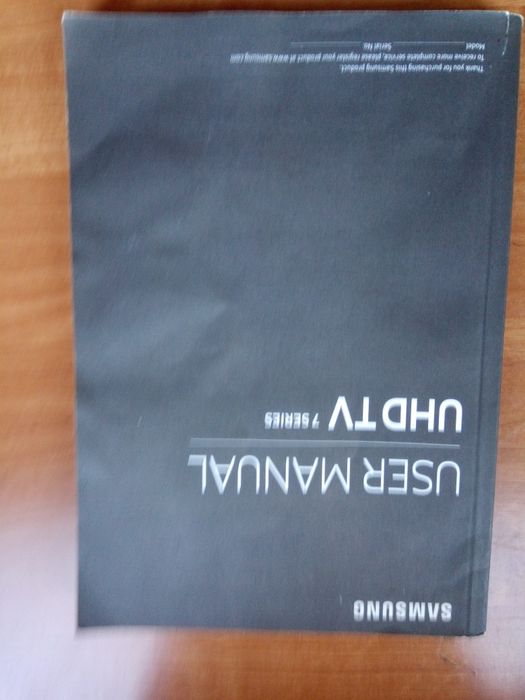 SAMSUNG
USER MANUAL
UHD TV 7 SERIES
Thank you for purchasing this Samsung product.
To receive more complete service, please register your product at www.samsung.com
Model Serial No.